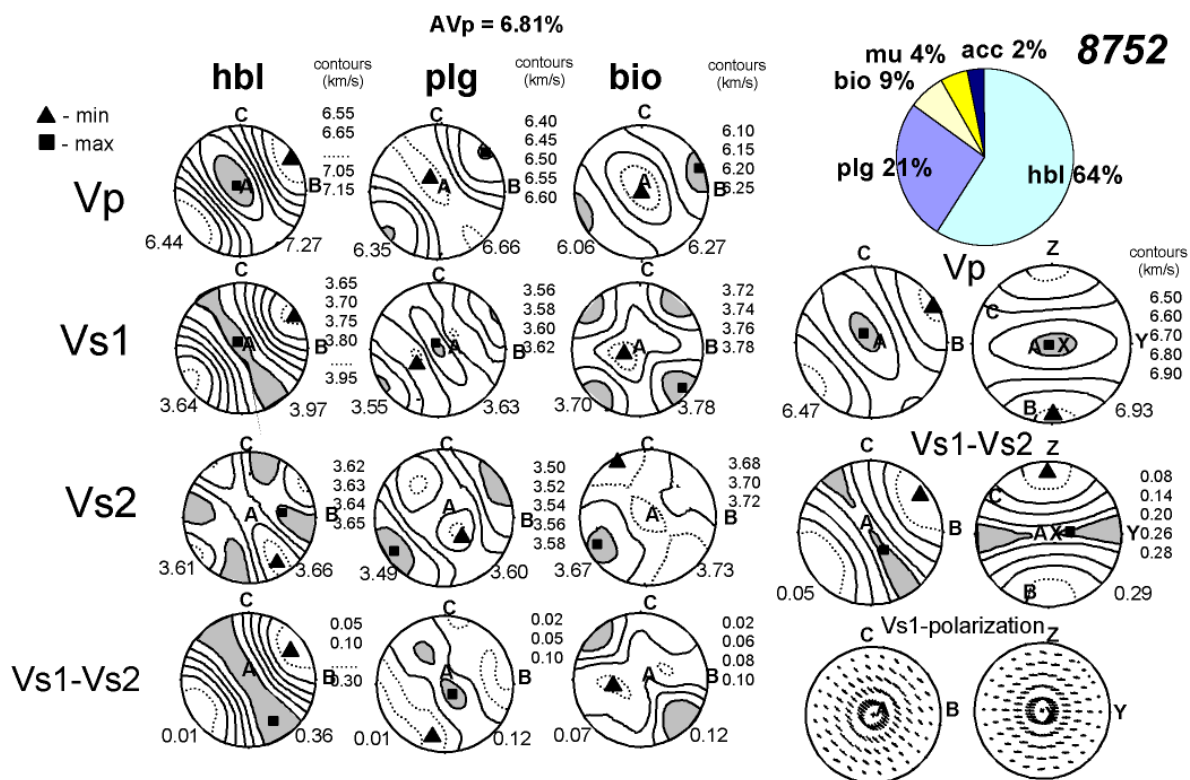 AVp = 6.81%
8752
hbl
contours
(km/s)
plg
contours
(km/s)
bio
contours
(km/s)
▲ - min
■ - max
mu 4%
acc 2%
bio 9%
plg 21%
hbl 64%
Vp
C
A
B
6.55
6.65
......
7.05
7.15
6.44
7.27
C
A
6.40
6.45
6.50
6.55
6.60
6.35
6.66
C
A
B
6.10
6.15
6.20
6.25
6.06
6.27
Vs1
C
A
B
3.65
3.70
3.75
3.80
.....
3.95
3.64
3.97
C
A
3.56
3.58
3.60
3.62
3.55
3.63
A
B
3.72
3.74
3.76
3.78
3.70
3.78
Vs2
C
A
B
3.62
3.63
3.64
3.65
3.61
3.66
C
A
B
3.50
3.52
3.54
3.56
3.58
3.49
3.60
C
A
B
3.68
3.70
3.72
3.67
3.73
Vs1-Vs2
C
A
B
0.05
0.10
......
0.30
0.01
0.36
C
A
B
0.02
0.05
0.10
0.01
0.12
C
A
0.02
0.06
0.08
0.10
0.07
0.12
Vp
contours
(km/s)
C
A
B
6.47
Z
C
A X
Y
B
6.50
6.60
6.70
6.80
6.90
6.93
Vs1-Vs2
C
A
B
0.05
Z
C
A X
Y
B
0.08
0.14
0.20
0.26
0.28
0.29
Vs1-polarization
C
A
B
Z
Y